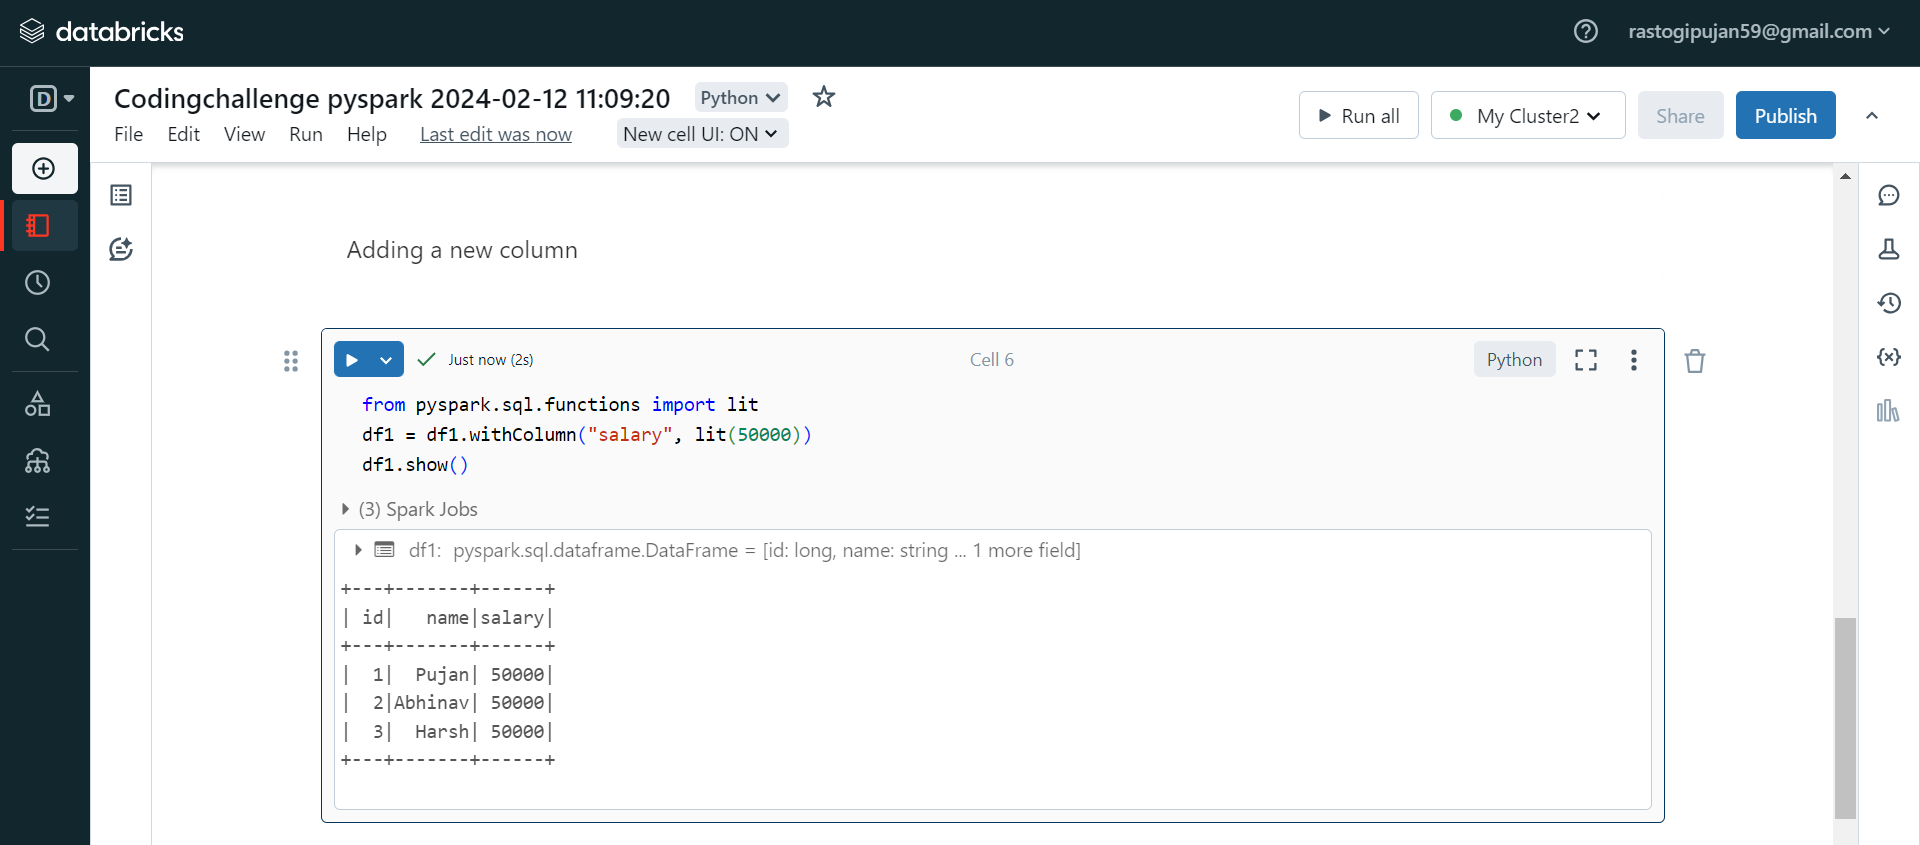 databricks
rastogipujan59@gmail.com
D
Codingchallenge pyspark 2024-02-12 11:09:20 Python
File Edit View Run Help Last edit was now New cell UI: ON
Run all My Cluster2 Share Publish
Adding a new column
Just now (2s) Cell 6 Python
from pyspark.sql.functions import lit
df1 = df1.withColumn("salary", lit(50000))
df1.show()
(3) Spark Jobs
df1: pyspark.sql.dataframe.DataFrame = [id: long, name: string ... 1 more field]
+---+-------+------+
| id|   name|salary|
+---+-------+------+
|  1|  Pujan| 50000|
|  2|Abhinav| 50000|
|  3|  Harsh| 50000|
+---+-------+------+